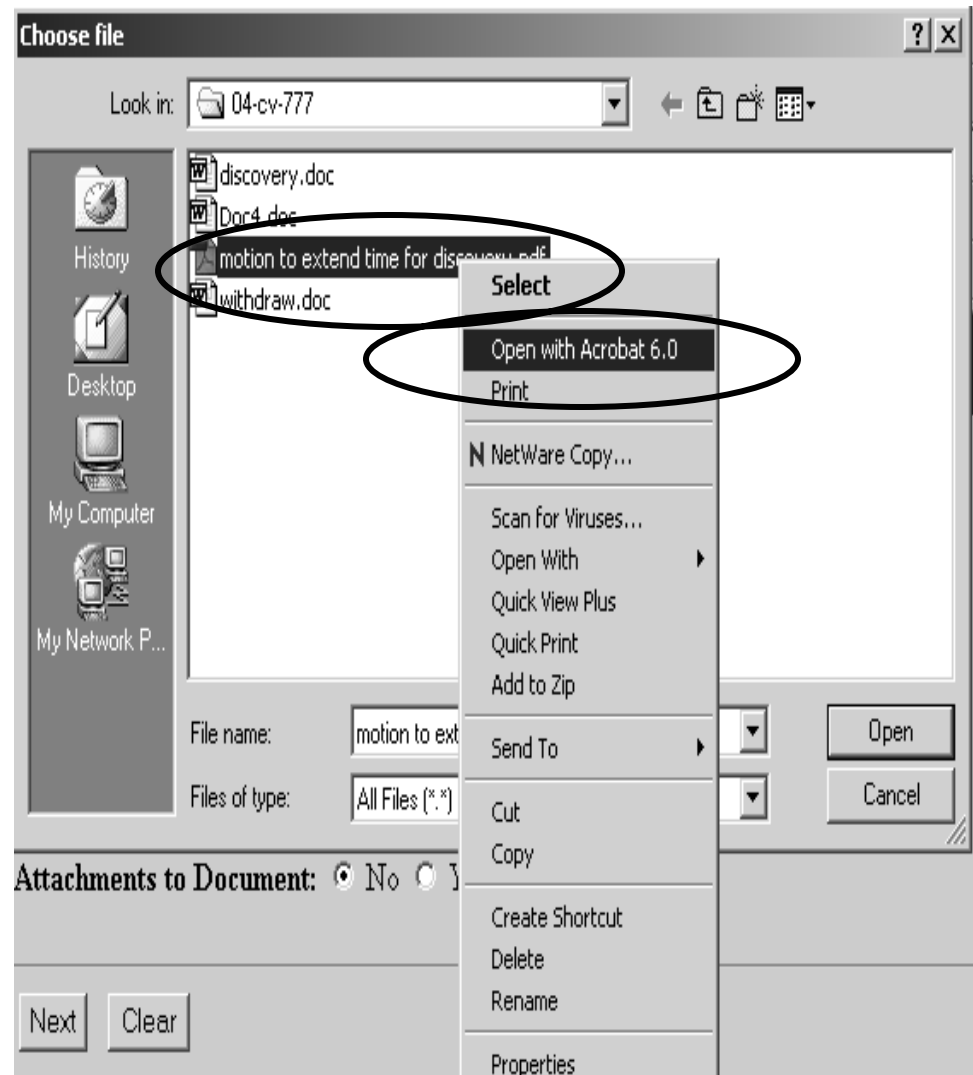 Choose file
Look in: 04-cv-777
discovery.doc
Doc4.doc
motion to extend time for discovery.pdf
withdraw.doc
History
Desktop
My Computer
My Network P...
Select
Open with Acrobat 6.0
Print
N NetWare Copy...
Scan for Viruses...
Open With
Quick View Plus
Quick Print
Add to Zip
Send To
Cut
Copy
Create Shortcut
Delete
Rename
Properties
File name: motion to ext
Open
Files of type: All Files (*.*)
Cancel
Attachments to Document: No
Next Clear